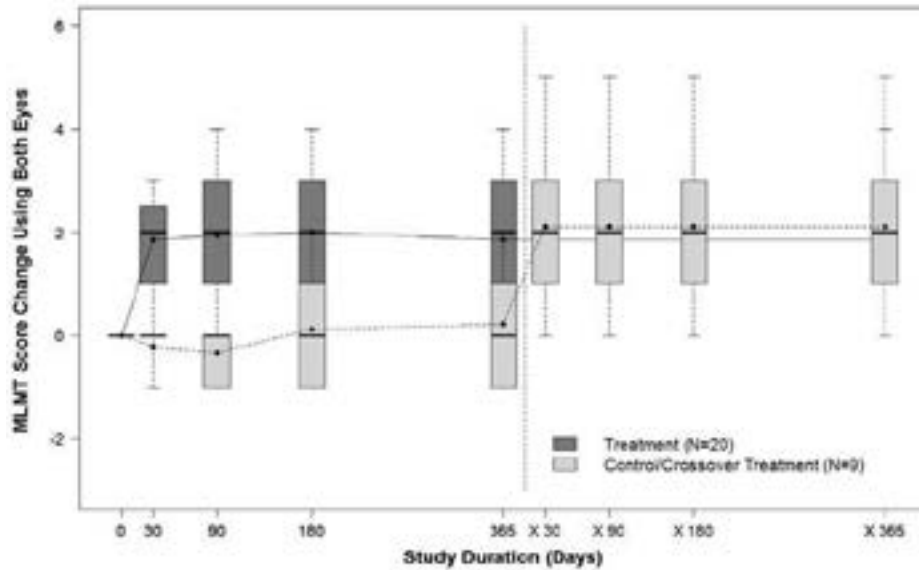 MLMT Score Change Using Both Eyes
6
4
2
0
-2
Treatment (N=20)
Control/Crossover Treatment (N=9)
0 30 90 180 365 X 30 X 90 X 180 X 365
Study Duration (Days)